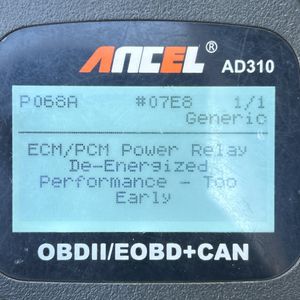 ANCEL® AD310
P068A #07E8 1/1
Generic
ECM/PCM Power Relay
De-Energized
Performance - Too
Early
OBDII/EOBD+CAN